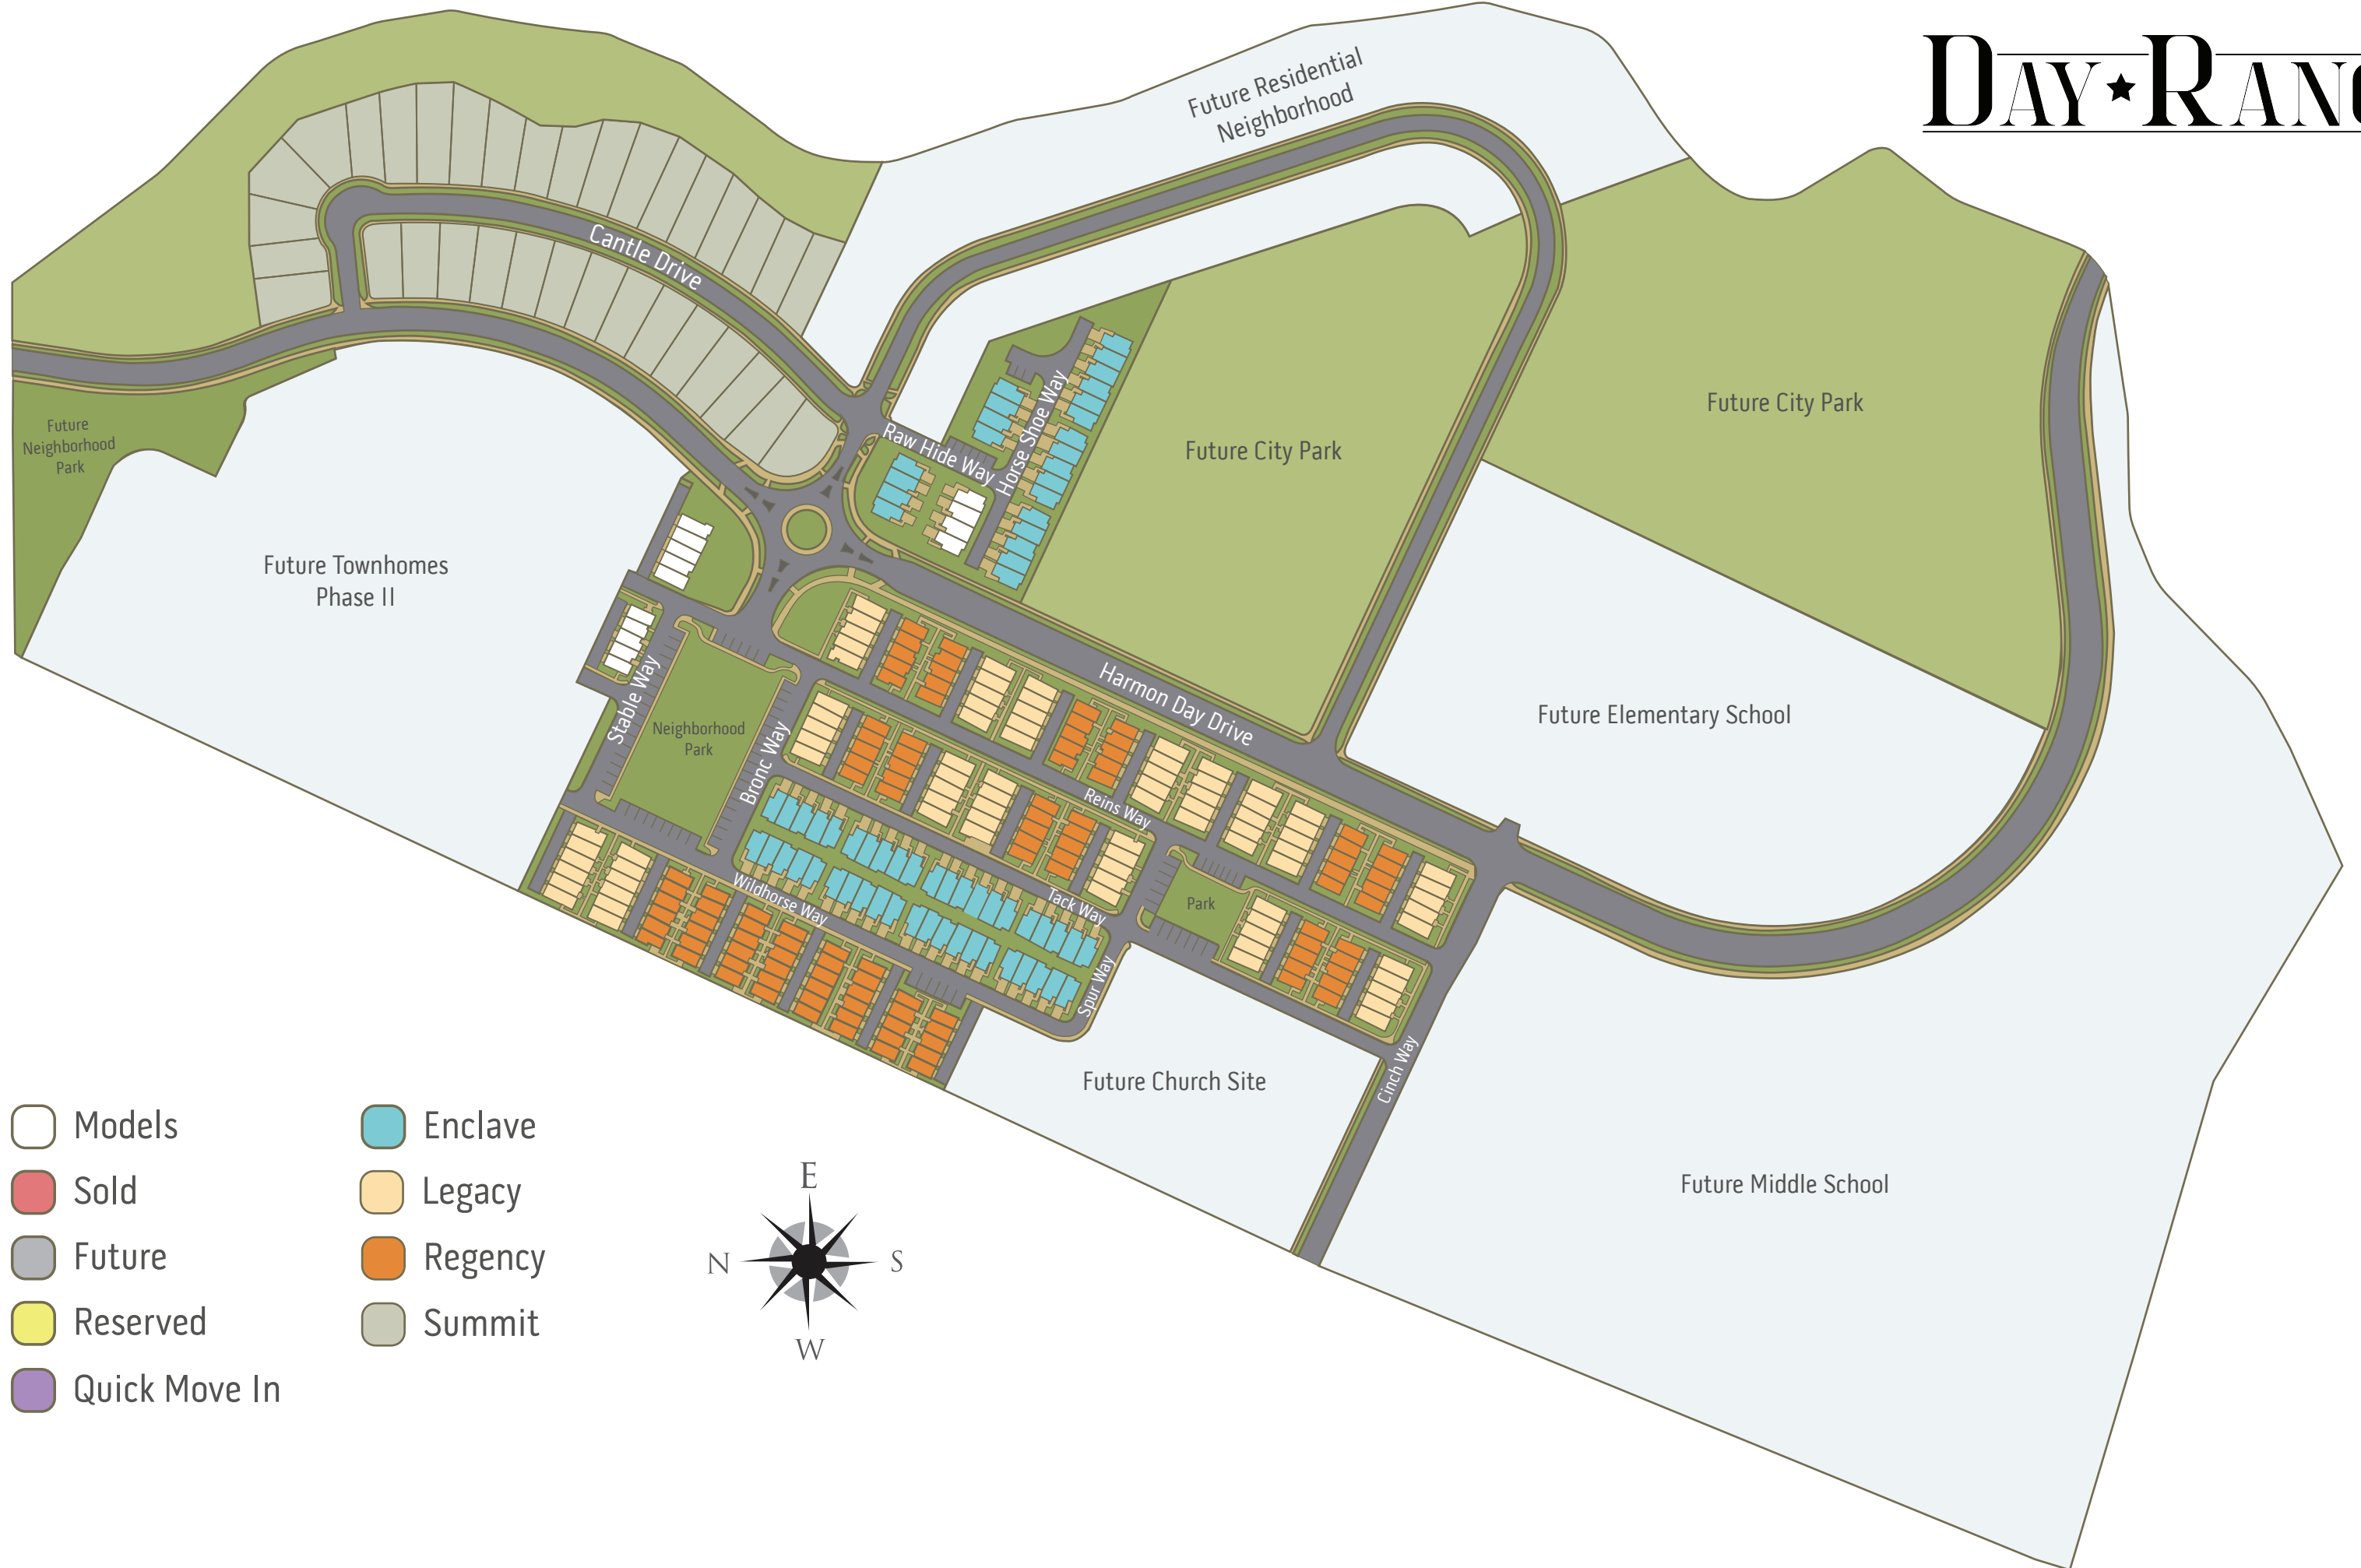 Future Residential
Neighborhood
DAY★RAN
Cantle Drive
Future City Park
Future
Neighborhood
Park
Raw Hide Way
Horse Shoe Way
Future City Park
Future Townhomes
Phase II
Stable Way
Neighborhood
Park
Bronc Way
Harmon Day Drive
Future Elementary School
Reins Way
Wildhorse Way
Tack Way
Park
Spur Way
Cinch Way
Future Church Site
Future Middle School
Models
Sold
Future
Reserved
Quick Move In
Enclave
Legacy
Regency
Summit
E
N
S
W